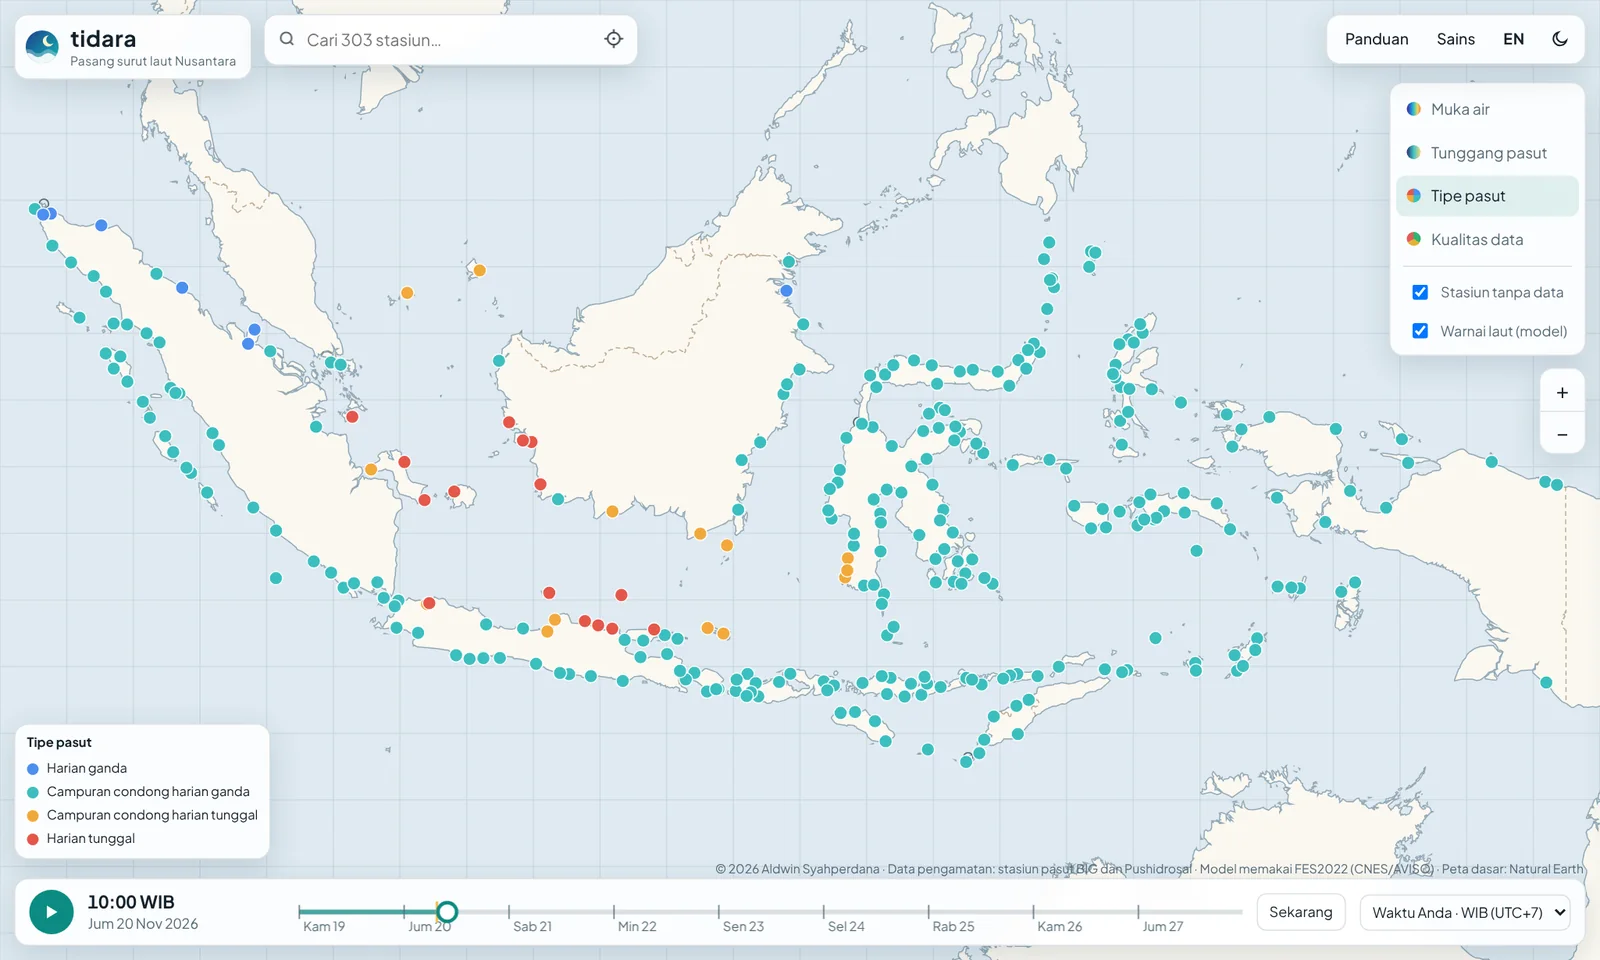 tidara
Pasang surut laut Nusantara
Cari 303 stasiun...
Panduan
Sains
EN
Muka air
Tunggang pasut
Tipe pasut
Kualitas data
Stasiun tanpa data
Warnai laut (model)
+
−
Tipe pasut
Harian ganda
Campuran condong harian ganda
Campuran condong harian tunggal
Harian tunggal
© 2026 Aldwin Syahperdana · Data pengamatan: stasiun pasut BIG dan Pushidrosal · Model memakai FES2022 (CNES/AVISO) · Peta dasar: Natural Earth
10:00 WIB
Jum 20 Nov 2026
Kam 19
Jum 20
Sab 21
Min 22
Sen 23
Sel 24
Rab 25
Kam 26
Jum 27
Sekarang
Waktu Anda · WIB (UTC+7)